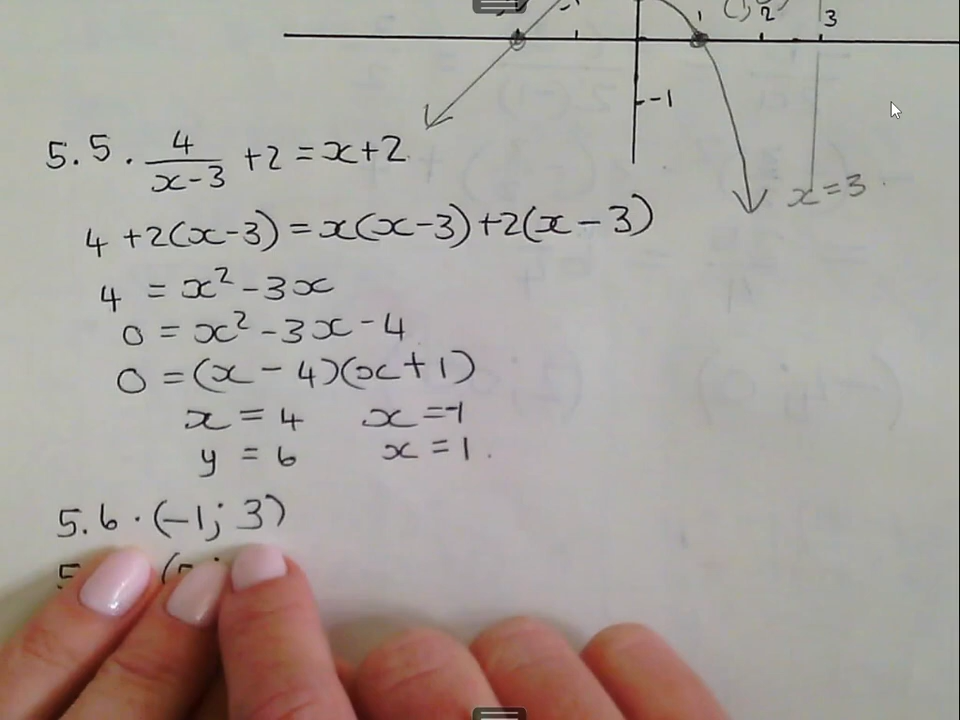 1 2 3
-1
x=3
5.5. 4/(x-3) +2 = x+2
4 +2(x-3) = x(x-3)+2(x-3)
4 = x² -3x
0 = x² -3x -4
0 = (x-4)(x+1)
x = 4 x =-1
y = 6 x = 1.
5.6. (-1; 3)